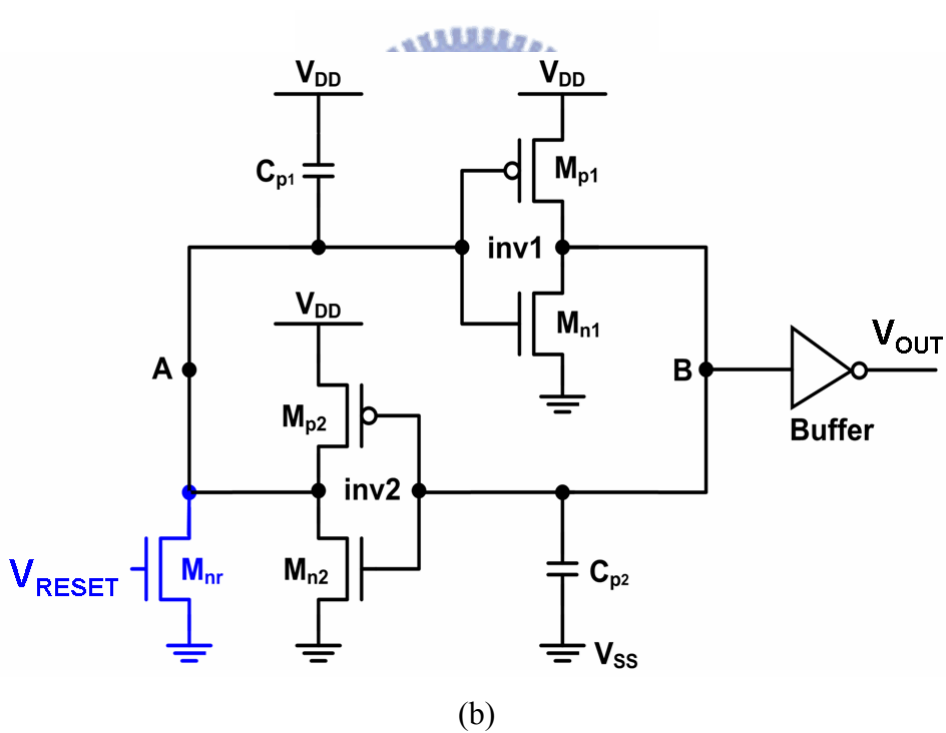 VDD
VDD
Cp1
Mp1
inv1
VDD
Mn1
VOUT
A
B
Mp2
Buffer
inv2
VRESET
Mnr
Mn2
Cp2
VSS
(b)